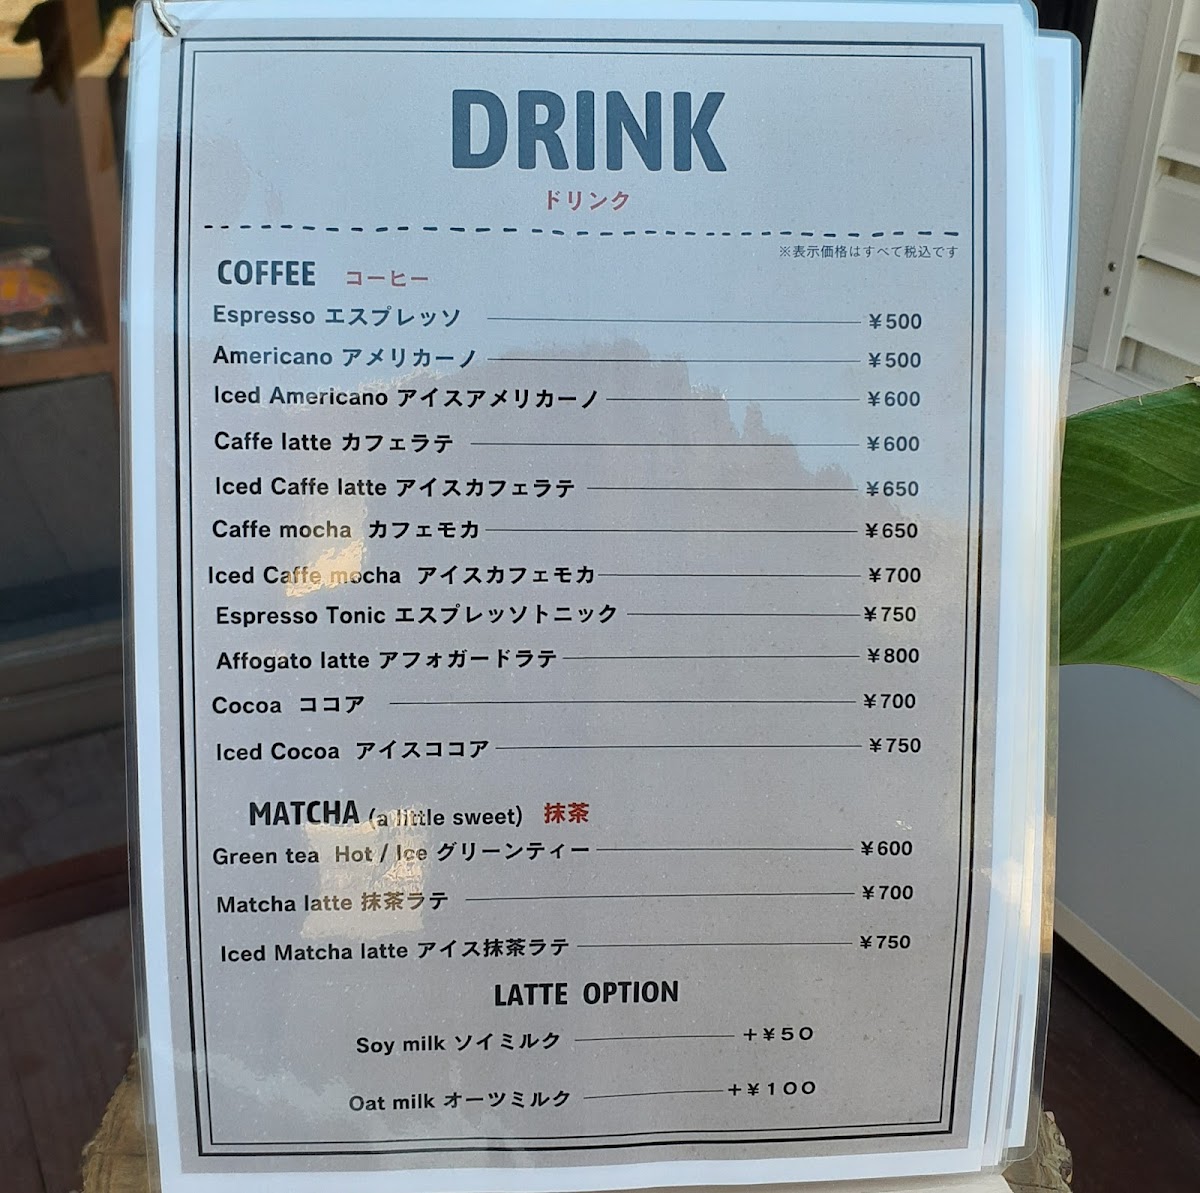 DRINK
ドリンク
※表示価格はすべて税込です
COFFEE コーヒー
Espresso エスプレッソ ¥500
Americano アメリカーノ ¥500
Iced Americano アイスアメリカーノ ¥600
Caffe latte カフェラテ ¥600
Iced Caffe latte アイスカフェラテ ¥650
Caffe mocha カフェモカ ¥650
Iced Caffe mocha アイスカフェモカ ¥700
Espresso Tonic エスプレッソトニック ¥750
Affogato latte アフォガードラテ ¥800
Cocoa ココア ¥700
Iced Cocoa アイスココア ¥750
MATCHA (a little sweet) 抹茶
Green tea Hot / Ice グリーンティー ¥600
Matcha latte 抹茶ラテ ¥700
Iced Matcha latte アイス抹茶ラテ ¥750
LATTE OPTION
Soy milk ソイミルク +¥50
Oat milk オーツミルク +¥100